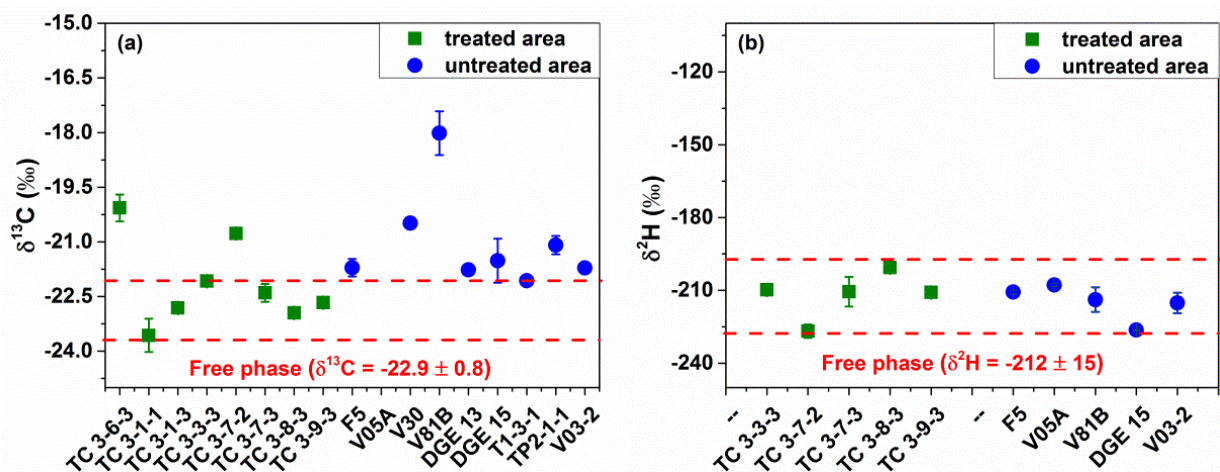 (a)
treated area
untreated area
-15.0
-16.5
-18.0
-19.5
-21.0
-22.5
-24.0
δ¹³C (‰)
Free phase (δ¹³C = -22.9 ± 0.8)
TC 3-6-3
TC 3-1-1
TC 3-1-3
TC 3-3-3
TC 3-7-2
TC 3-7-3
TC 3-8-3
TC 3-9-3
F5
V05A
V30
V81B
DGE 13
DGE 15
T1-3-1
TP2-1-1
V03-2
(b)
treated area
untreated area
-120
-150
-180
-210
-240
δ²H (‰)
Free phase (δ²H = -212 ± 15)
--
TC 3-3-3
TC 3-7-2
TC 3-7-3
TC 3-8-3
TC 3-9-3
--
F5
V05A
V81B
DGE 15
V03-2